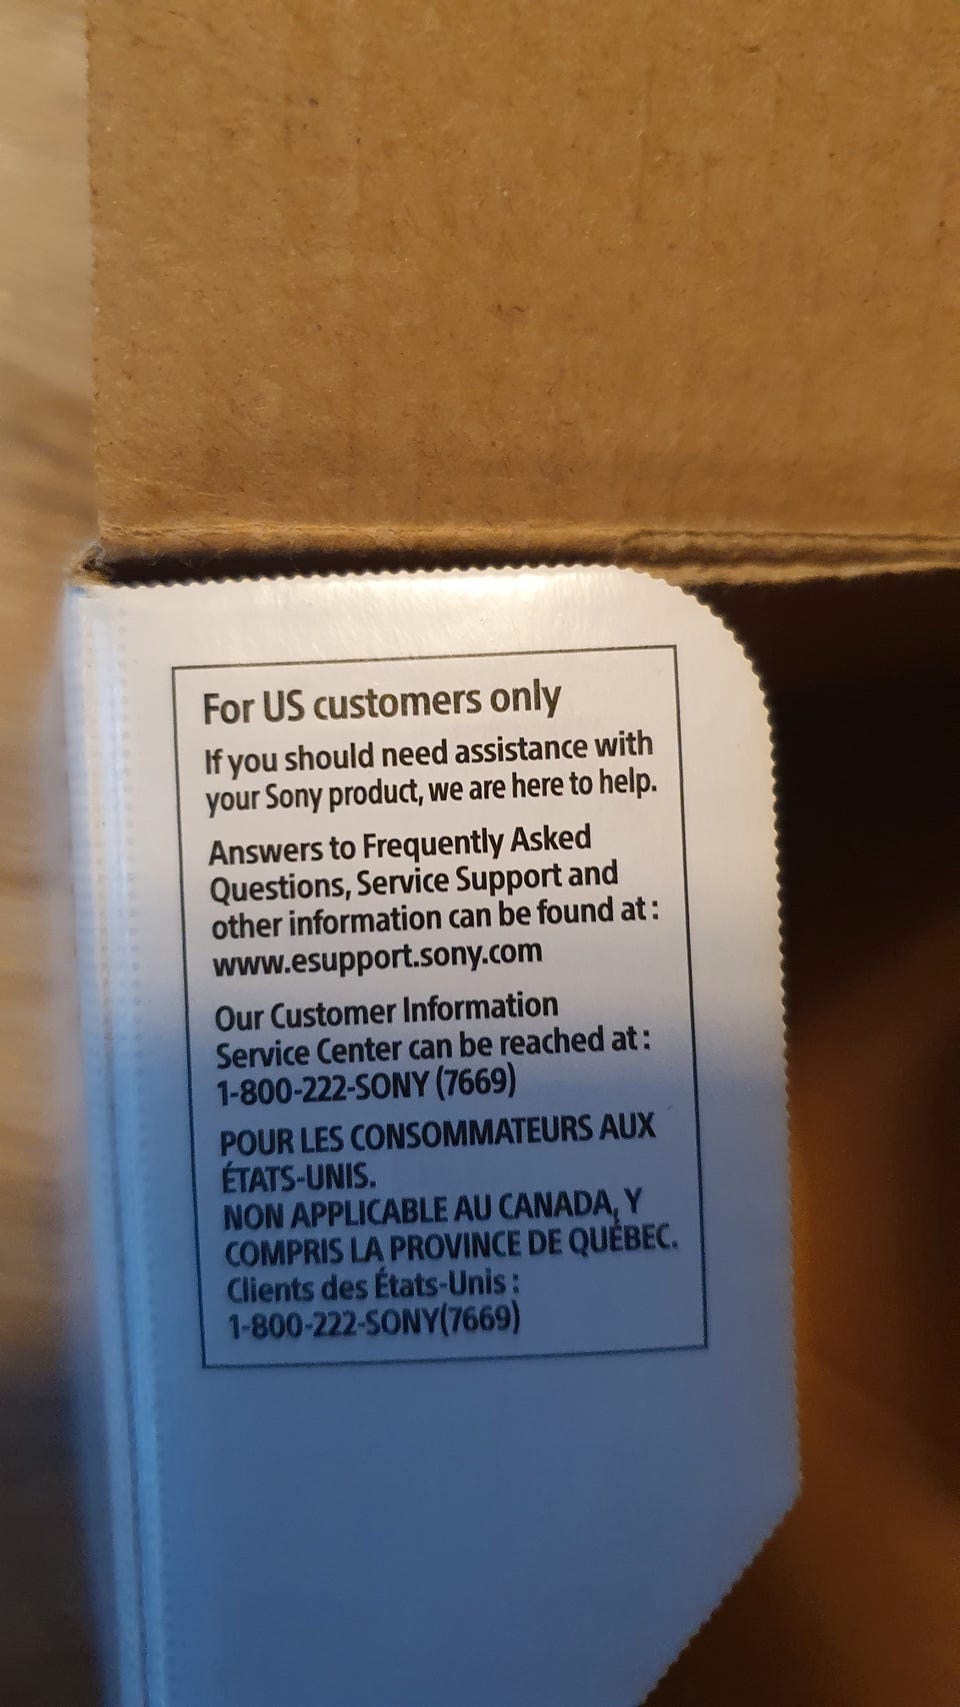 For US customers only
If you should need assistance with
your Sony product, we are here to help.
Answers to Frequently Asked
Questions, Service Support and
other information can be found at :
www.esupport.sony.com
Our Customer Information
Service Center can be reached at :
1-800-222-SONY (7669)
POUR LES CONSOMMATEURS AUX
ÉTATS-UNIS.
NON APPLICABLE AU CANADA, Y
COMPRIS LA PROVINCE DE QUÉBEC.
Clients des États-Unis :
1-800-222-SONY(7669)